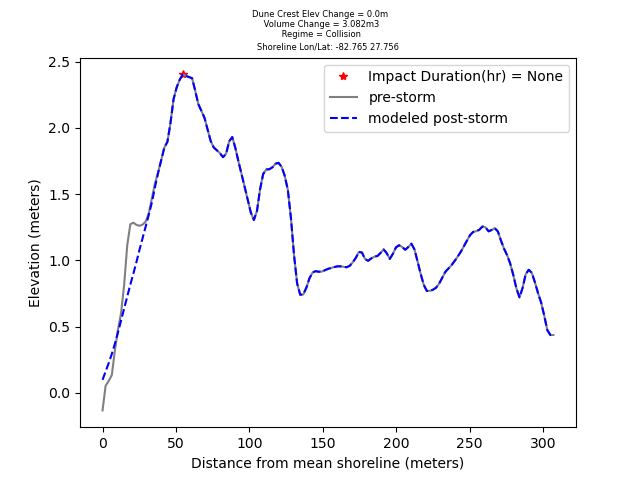 Dune Crest Elev Change = 0.0m
Volume Change = 3.082m3
Regime = Collision
Shoreline Lon/Lat: -82.765 27.756
Impact Duration(hr) = None
pre-storm
modeled post-storm
Elevation (meters)
2.5
2.0
1.5
1.0
0.5
0.0
0 50 100 150 200 250 300
Distance from mean shoreline (meters)